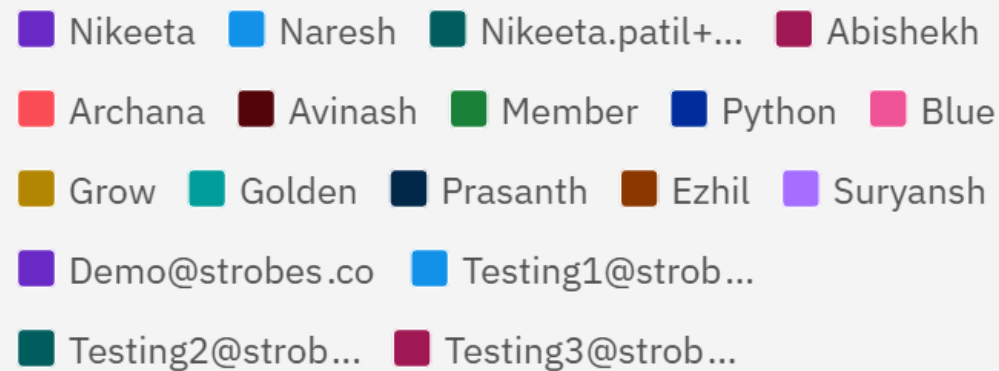 Nikeeta Naresh Nikeeta.patil+... Abishekh
Archana Avinash Member Python Blue
Grow Golden Prasanth Ezhil Suryansh
Demo@strobes.co Testing1@strob...
Testing2@strob... Testing3@strob...